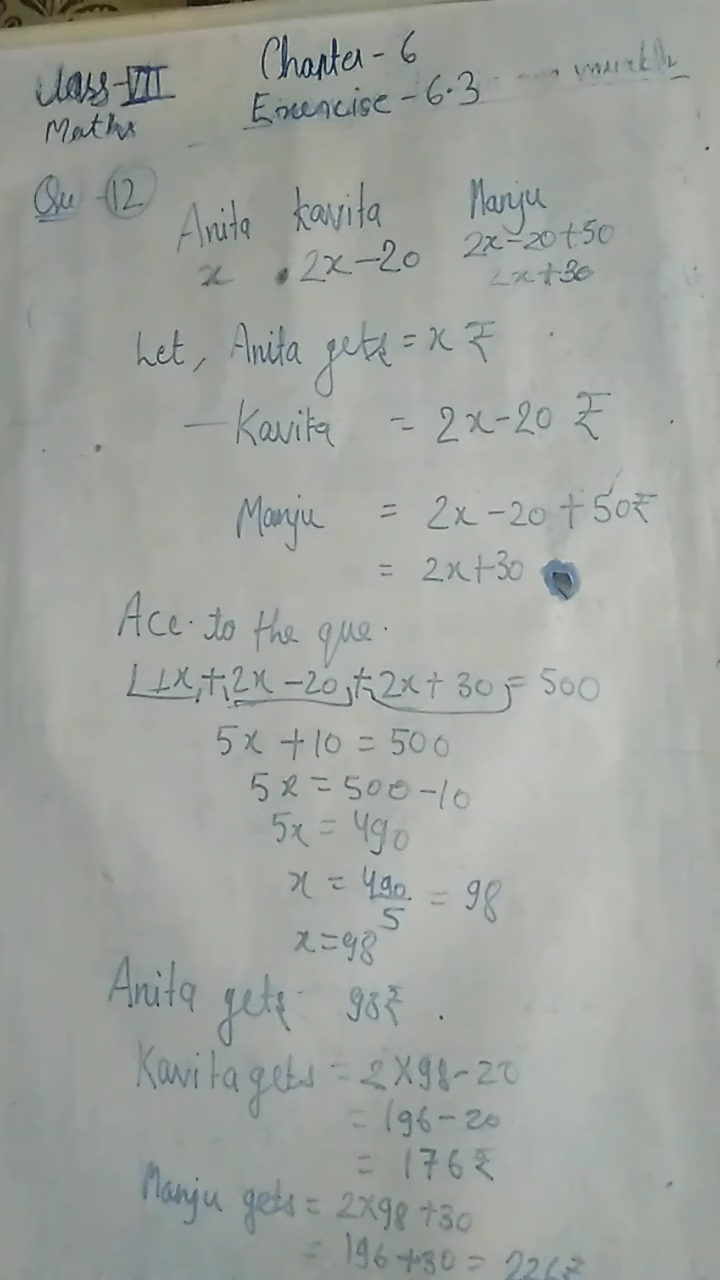 Class-VII
Maths
Chapter-6
Exercise-6.3
Qu-12
Anita Kavita Manju
x 2x-20 2x-20+50
2x+30
Let, Anita gets = x ₹
Kavita = 2x-20 ₹
Manju = 2x-20+50₹
= 2x+30
Acc. to the que.
11x+2x-20+2x+30=500
5x+10=500
5x=500-10
5x=490
x=490/5=98
x=98
Anita gets 98₹.
Kavita gets = 2×98-20
= 196-20
= 176₹
Manju gets = 2×98+30
= 196+30=226₹